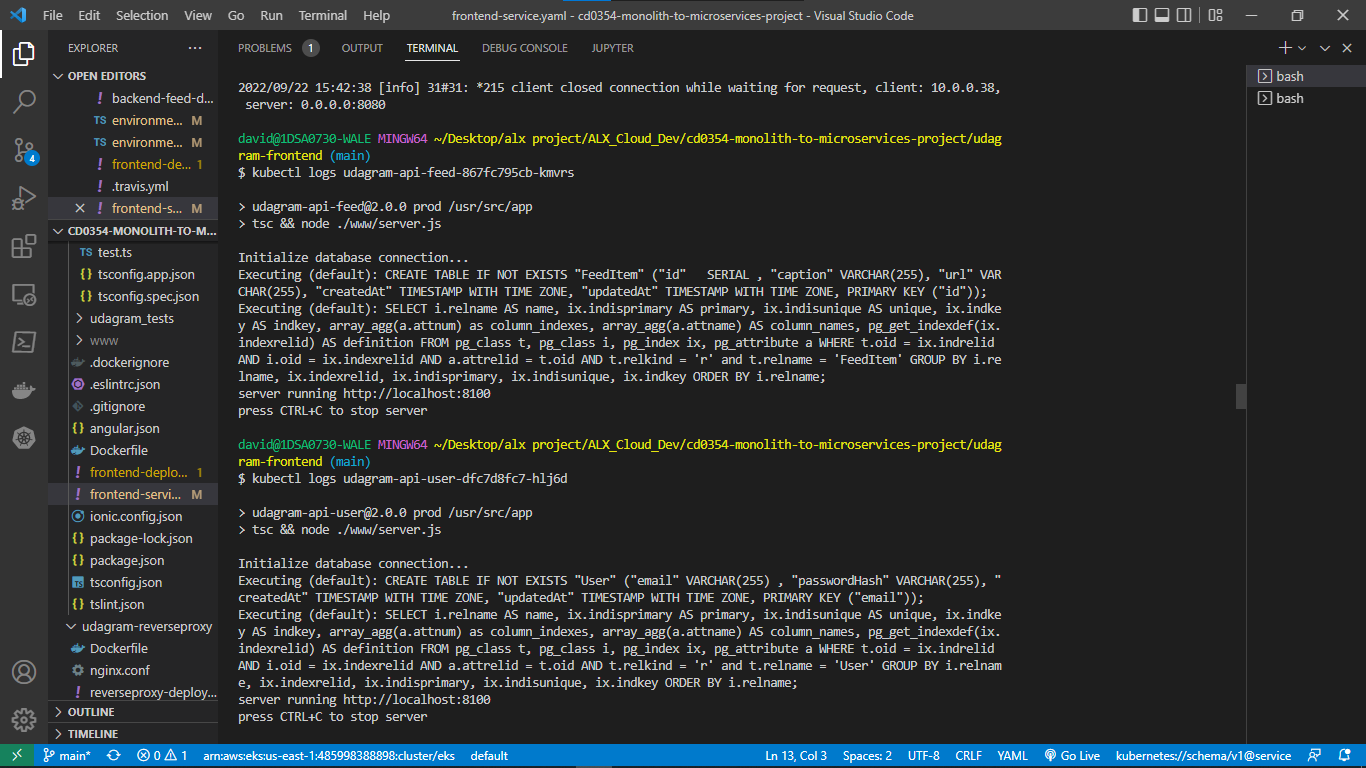 File Edit Selection View Go Run Terminal Help frontend-service.yaml - cd0354-monolith-to-microservices-project - Visual Studio Code
EXPLORER ...
OPEN EDITORS
! backend-feed-d...
TS environme... M
TS environme... M
! frontend-de... 1
! .travis.yml
! frontend-s... M
CD0354-MONOLITH-TO-M...
TS test.ts
{} tsconfig.app.json
{} tsconfig.spec.json
udagram_tests
www
.dockerignore
.eslintrc.json
.gitignore
{} angular.json
Dockerfile
! frontend-deplo... 1
! frontend-servi... M
ionic.config.json
{} package-lock.json
{} package.json
TS tsconfig.json
{} tslint.json
udagram-reverseproxy
Dockerfile
nginx.conf
! reverseproxy-deploy...
OUTLINE
TIMELINE
4
PROBLEMS 1 OUTPUT TERMINAL DEBUG CONSOLE JUPYTER
2022/09/22 15:42:38 [info] 31#31: *215 client closed connection while waiting for request, client: 10.0.0.38,
server: 0.0.0.0:8080
david@1DSA0730-WALE MINGW64 ~/Desktop/alx project/ALX_Cloud_Dev/cd0354-monolith-to-microservices-project/udag
ram-frontend (main)
$ kubectl logs udagram-api-feed-867fc795cb-kmvrs
> udagram-api-feed@2.0.0 prod /usr/src/app
> tsc && node ./www/server.js
Initialize database connection...
Executing (default): CREATE TABLE IF NOT EXISTS "FeedItem" ("id"   SERIAL , "caption" VARCHAR(255), "url" VAR
CHAR(255), "createdAt" TIMESTAMP WITH TIME ZONE, "updatedAt" TIMESTAMP WITH TIME ZONE, PRIMARY KEY ("id"));
Executing (default): SELECT i.relname AS name, ix.indisprimary AS primary, ix.indisunique AS unique, ix.indke
y AS indkey, array_agg(a.attnum) as column_indexes, array_agg(a.attname) AS column_names, pg_get_indexdef(ix.
indexrelid) AS definition FROM pg_class t, pg_class i, pg_index ix, pg_attribute a WHERE t.oid = ix.indrelid
AND i.oid = ix.indexrelid AND a.attrelid = t.oid AND t.relkind = 'r' and t.relname = 'FeedItem' GROUP BY i.re
lname, ix.indexrelid, ix.indisprimary, ix.indisunique, ix.indkey ORDER BY i.relname;
server running http://localhost:8100
press CTRL+C to stop server
david@1DSA0730-WALE MINGW64 ~/Desktop/alx project/ALX_Cloud_Dev/cd0354-monolith-to-microservices-project/udag
ram-frontend (main)
$ kubectl logs udagram-api-user-dfc7d8fc7-hlj6d
> udagram-api-user@2.0.0 prod /usr/src/app
> tsc && node ./www/server.js
Initialize database connection...
Executing (default): CREATE TABLE IF NOT EXISTS "User" ("email" VARCHAR(255) , "passwordHash" VARCHAR(255), "
createdAt" TIMESTAMP WITH TIME ZONE, "updatedAt" TIMESTAMP WITH TIME ZONE, PRIMARY KEY ("email"));
Executing (default): SELECT i.relname AS name, ix.indisprimary AS primary, ix.indisunique AS unique, ix.indke
y AS indkey, array_agg(a.attnum) as column_indexes, array_agg(a.attname) AS column_names, pg_get_indexdef(ix.
indexrelid) AS definition FROM pg_class t, pg_class i, pg_index ix, pg_attribute a WHERE t.oid = ix.indrelid
AND i.oid = ix.indexrelid AND a.attrelid = t.oid AND t.relkind = 'r' and t.relname = 'User' GROUP BY i.relnam
e, ix.indexrelid, ix.indisprimary, ix.indisunique, ix.indkey ORDER BY i.relname;
server running http://localhost:8100
press CTRL+C to stop server
bash
bash
main* 0 1 arn:aws:eks:us-east-1:485998388898:cluster/eks default Ln 13, Col 3 Spaces: 2 UTF-8 CRLF YAML Go Live kubernetes://schema/v1@service